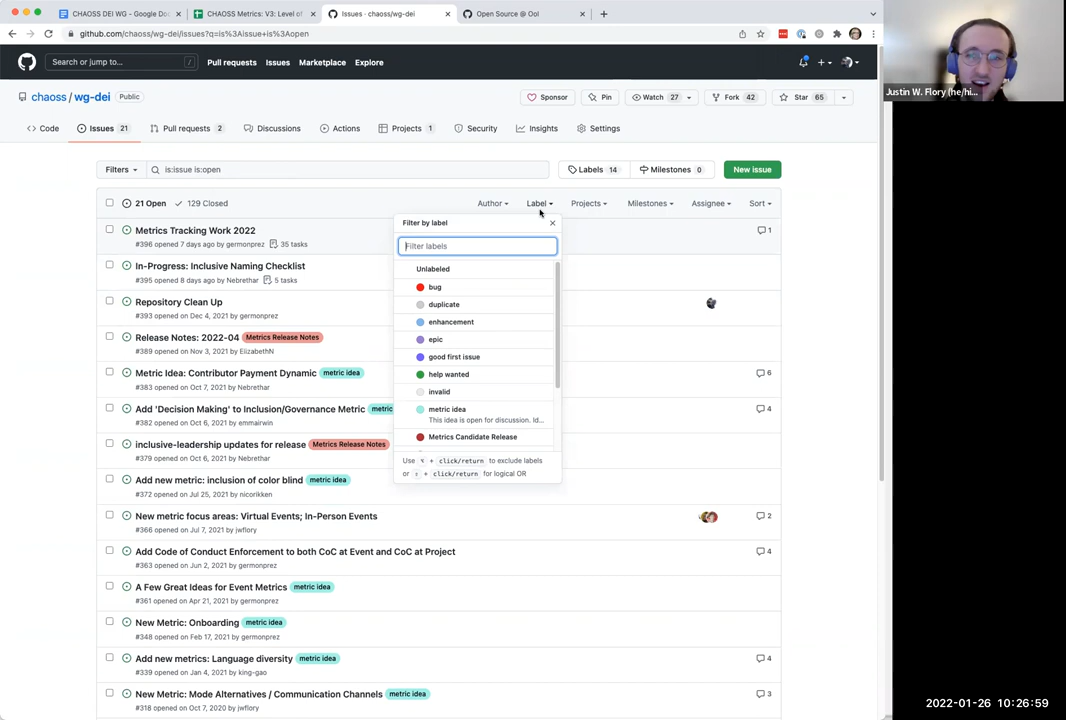 CHAOSS DEI WG - Google Doc
CHAOSS Metrics: V3: Level of
Issues · chaoss/wg-dei
Open Source @ Ool
github.com/chaoss/wg-dei/issues?q=is%3Aissue+is%3Aopen
Search or jump to...
/
Pull requests
Issues
Marketplace
Explore
chaoss / wg-dei
Public
Sponsor
Pin
Watch 27
Fork 42
Star 65
Code
Issues 21
Pull requests 2
Discussions
Actions
Projects 1
Security
Insights
Settings
Filters
is:issue is:open
Labels 14
Milestones 0
New issue
21 Open
129 Closed
Author
Label
Projects
Milestones
Assignee
Sort
Metrics Tracking Work 2022
#396 opened 7 days ago by germonprez 35 tasks
1
In-Progress: Inclusive Naming Checklist
#395 opened 8 days ago by Nebrethar 5 tasks
Repository Clean Up
#393 opened on Dec 4, 2021 by germonprez
Release Notes: 2022-04 Metrics Release Notes
#389 opened on Nov 3, 2021 by ElizabethN
Metric Idea: Contributor Payment Dynamic metric idea
#383 opened on Oct 7, 2021 by Nebrethar
6
Add 'Decision Making' to Inclusion/Governance Metric metric
#382 opened on Oct 6, 2021 by emmairwin
4
inclusive-leadership updates for release Metrics Release Notes
#379 opened on Oct 6, 2021 by Nebrethar
Add new metric: inclusion of color blind metric idea
#372 opened on Jul 25, 2021 by nicorikken
New metric focus areas: Virtual Events; In-Person Events
#366 opened on Jul 7, 2021 by jwflory
2
Add Code of Conduct Enforcement to both CoC at Event and CoC at Project
#363 opened on Jun 2, 2021 by germonprez
4
A Few Great Ideas for Event Metrics metric idea
#361 opened on Apr 21, 2021 by germonprez
New Metric: Onboarding metric idea
#348 opened on Feb 17, 2021 by germonprez
Add new metrics: Language diversity metric idea
#339 opened on Jan 4, 2021 by king-gao
4
New Metric: Mode Alternatives / Communication Channels metric idea
#318 opened on Oct 7, 2020 by jwflory
3
Filter by label
Filter labels
Unlabeled
bug
duplicate
enhancement
epic
good first issue
help wanted
invalid
metric idea
This idea is open for discussion. Id...
Metrics Candidate Release
Use ⌥ + click/return to exclude labels
or ⇧ + click/return for logical OR
Justin W. Flory (he/hi...
2022-01-26 10:26:59